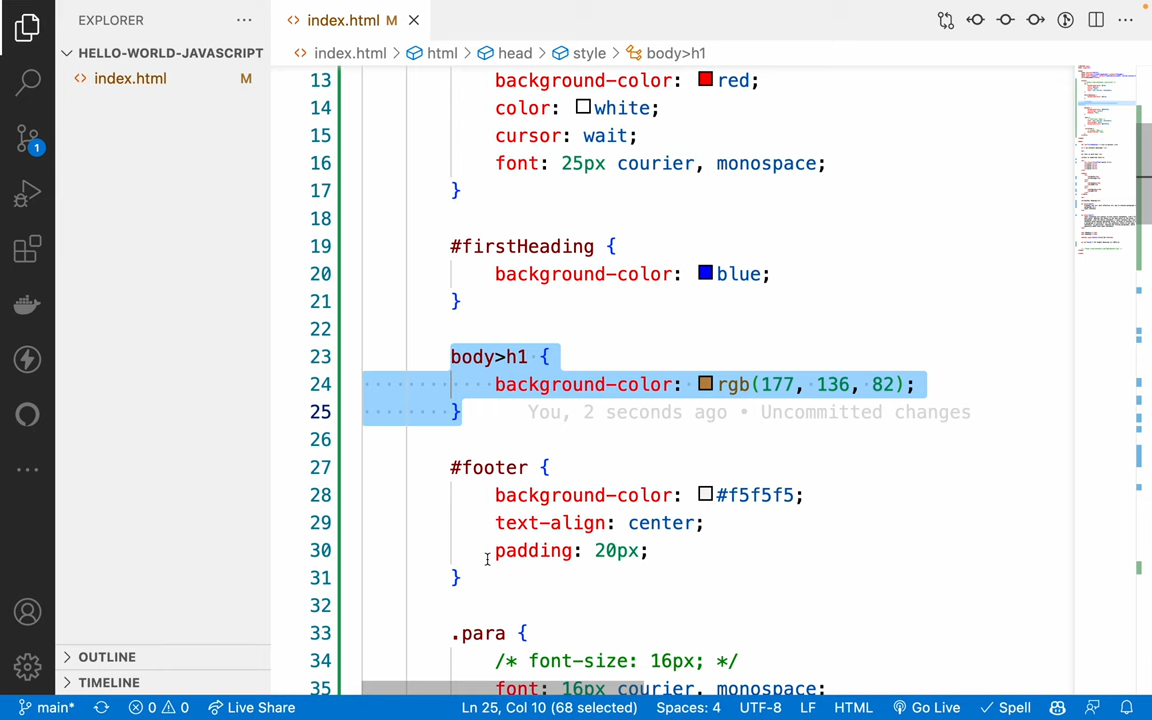 EXPLORER
HELLO-WORLD-JAVASCRIPT
<> index.html M
1
OUTLINE
TIMELINE
<> index.html M ×
<> index.html > html > head > style > body>h1
13 background-color: red;
14 color: white;
15 cursor: wait;
16 font: 25px courier, monospace;
17 }
18
19 #firstHeading {
20 background-color: blue;
21 }
22
23 body>h1 {
24 background-color: rgb(177, 136, 82);
25 } You, 2 seconds ago • Uncommitted changes
26
27 #footer {
28 background-color: #f5f5f5;
29 text-align: center;
30 padding: 20px;
31 }
32
33 .para {
34 /* font-size: 16px; */
35 font: 16px courier, monospace;
main* 0 0 Live Share Ln 25, Col 10 (68 selected) Spaces: 4 UTF-8 LF HTML Go Live Spell